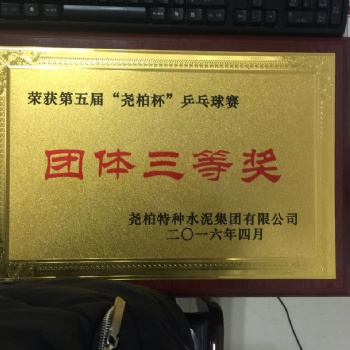 荣获第五届“尧柏杯”乒乓球赛
团体三等奖
尧柏特种水泥集团有限公司
二〇一六年四月